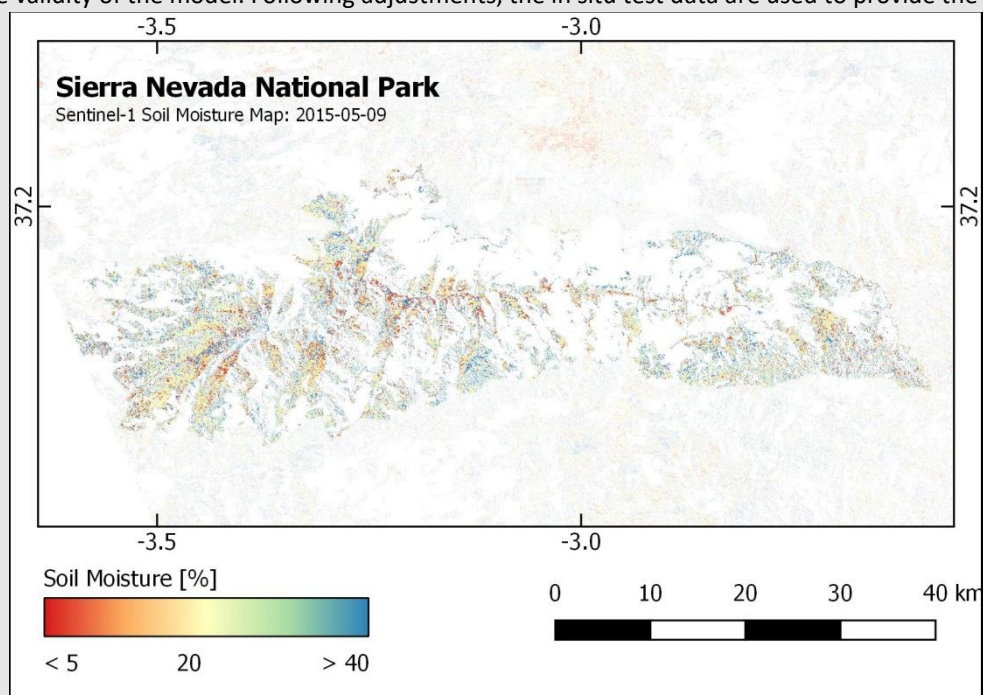 e validity of the model. Following adjustments, the in situ test data are used to provide the
-3.5 -3.0
Sierra Nevada National Park
Sentinel-1 Soil Moisture Map: 2015-05-09
37.2 37.2
-3.5 -3.0
Soil Moisture [%]
0 10 20 30 40 km
< 5 20 > 40